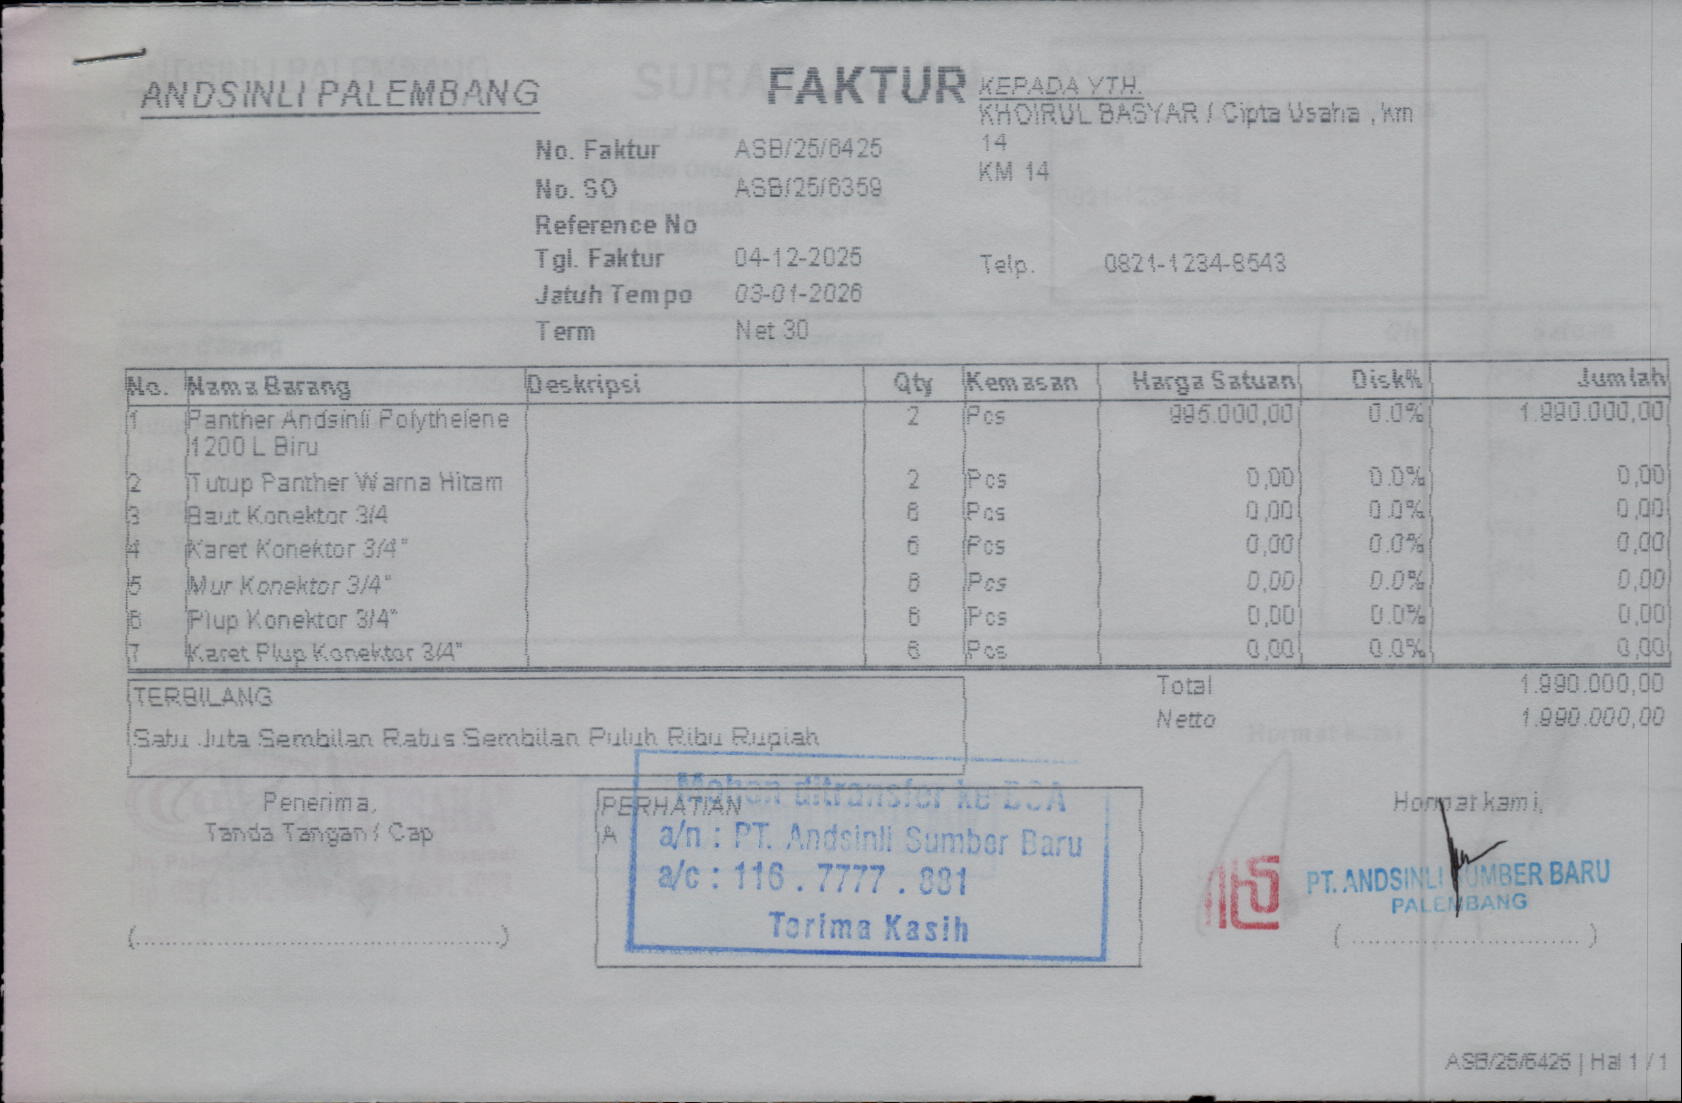 ANDSINLI PALEMBANG
FAKTUR
KEPADA YTH.
KHOIRUL BASYAR / Cipta Usaha , km
14
KM 14
Telp. 0821-1234-8543
No. Faktur ASB/25/6425
No. SO ASB/25/6359
Reference No
Tgl. Faktur 04-12-2025
Jatuh Tempo 03-01-2026
Term Net 30
No. Nama Barang Deskripsi Qty Kemasan Harga Satuan Disk% Jumlah
1 Panther Andsinli Polythelene 2 Pcs 995.000,00 0.0% 1.990.000,00
1200 L Biru
2 Tutup Panther Warna Hitam 2 Pcs 0,00 0.0% 0,00
3 Baut Konektor 3/4 6 Pcs 0,00 0.0% 0,00
4 Karet Konektor 3/4" 6 Pcs 0,00 0.0% 0,00
5 Mur Konektor 3/4" 6 Pcs 0,00 0.0% 0,00
6 Plup Konektor 3/4" 6 Pcs 0,00 0.0% 0,00
7 Karet Plup Konektor 3/4" 6 Pcs 0,00 0.0% 0,00
Total 1.990.000,00
Netto 1.990.000,00
TERBILANG
Satu Juta Sembilan Ratus Sembilan Puluh Ribu Rupiah
Penerima,
Tanda Tangan / Cap
(................................................)
PERHATIAN
A
Mohon ditransfer ke BCA
a/n : PT. Andsinli Sumber Baru
a/c : 116 . 7777 . 881
Terima Kasih
Hormat kami,
PT. ANDSINLI SUMBER BARU
PALEMBANG
(..............................)
ASB/25/6425 | Hal 1 / 1